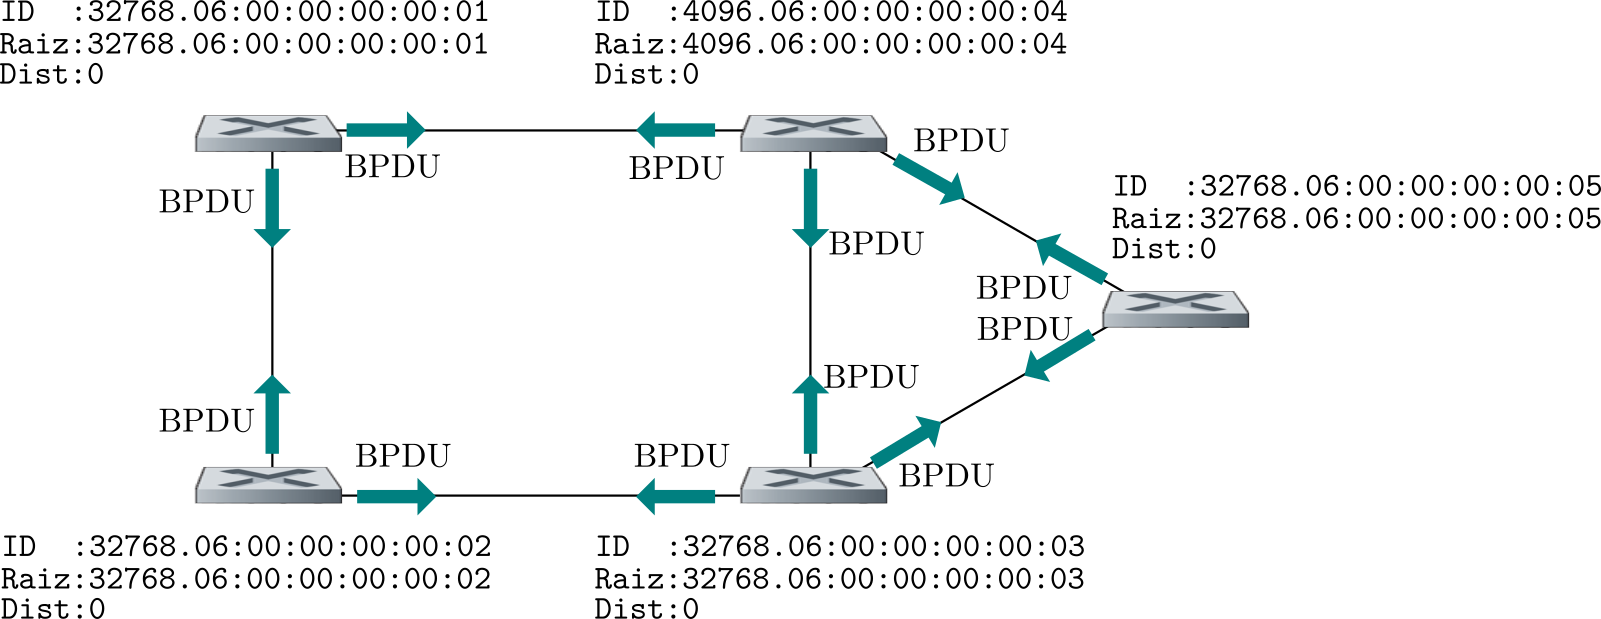 ID  :32768.06:00:00:00:00:01
Raiz:32768.06:00:00:00:00:01
Dist:0
ID  :4096.06:00:00:00:00:04
Raiz:4096.06:00:00:00:00:04
Dist:0
BPDU
BPDU
BPDU
BPDU
BPDU
ID  :32768.06:00:00:00:00:05
Raiz:32768.06:00:00:00:00:05
Dist:0
BPDU
BPDU
BPDU
BPDU
BPDU
BPDU
BPDU
ID  :32768.06:00:00:00:00:02
Raiz:32768.06:00:00:00:00:02
Dist:0
ID  :32768.06:00:00:00:00:03
Raiz:32768.06:00:00:00:00:03
Dist:0